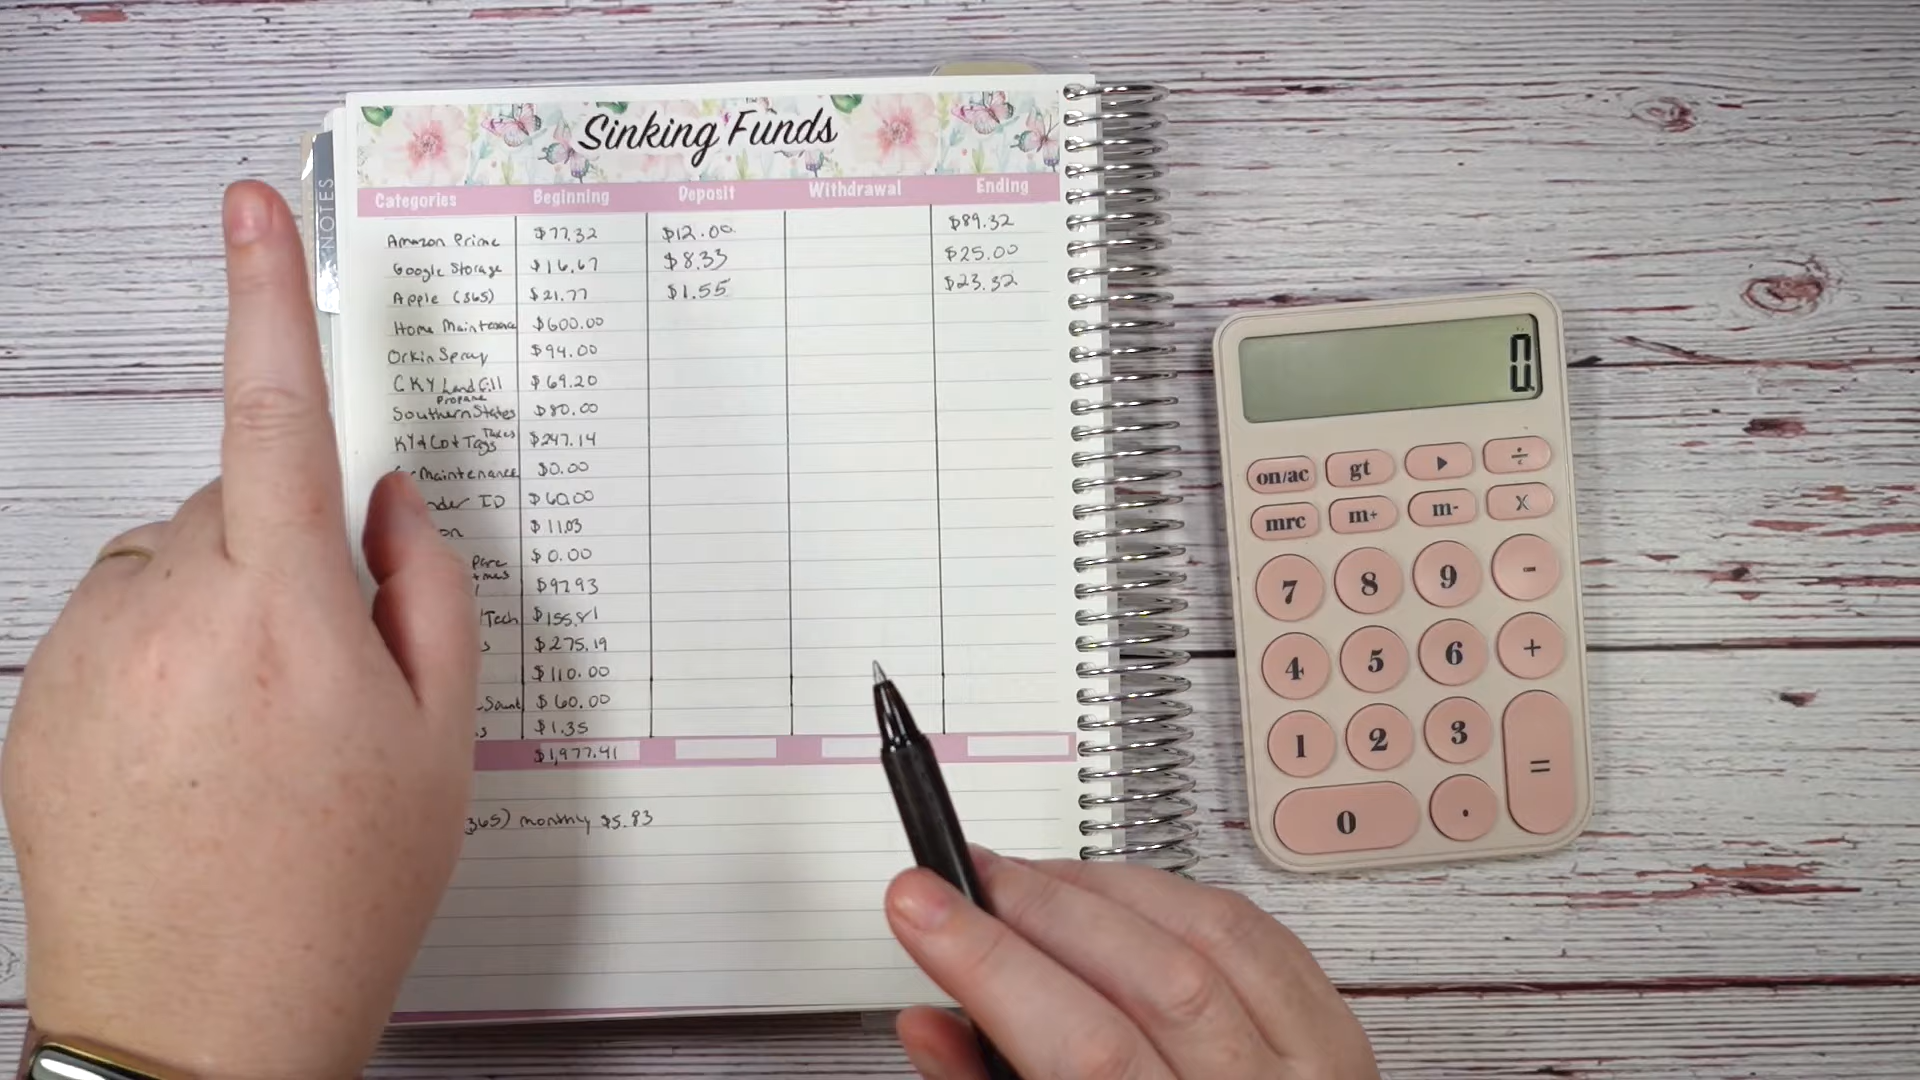 Sinking Funds
NOTES
Categories Beginning Deposit Withdrawal Ending
Amazon Prime $77.32 $12.00 $89.32
Google Storage $16.67 $8.33 $25.00
Apple (365) $21.77 $1.55 $23.32
Home Maintenance $600.00
Orkin Spray $94.00
CKY Landfill $69.20
Propane
Southern States $80.00
Taxes
KY & Co + Tags $247.14
Maintenance $0.00
ID $60.00
on $11.03
$0.00
$97.93
/Tech $155.81
s $275.19
$110.00
$60.00
s $1.35
$1,977.41
365) monthly $5.83
0
on/ac gt ÷
mrc m+ m- X
7 8 9 -
4 5 6 +
1 2 3 =
0 .